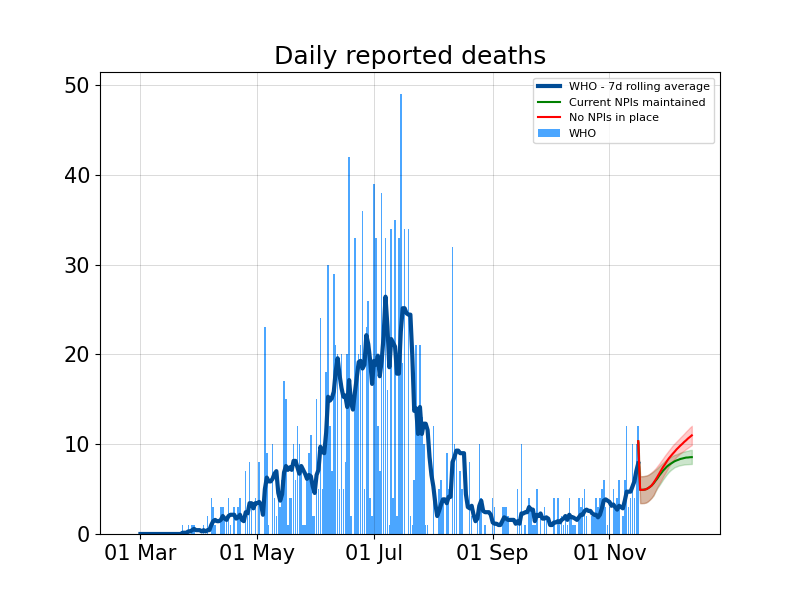 Daily reported deaths
WHO - 7d rolling average
Current NPIs maintained
No NPIs in place
WHO
50
40
30
20
10
0
01 Mar
01 May
01 Jul
01 Sep
01 Nov